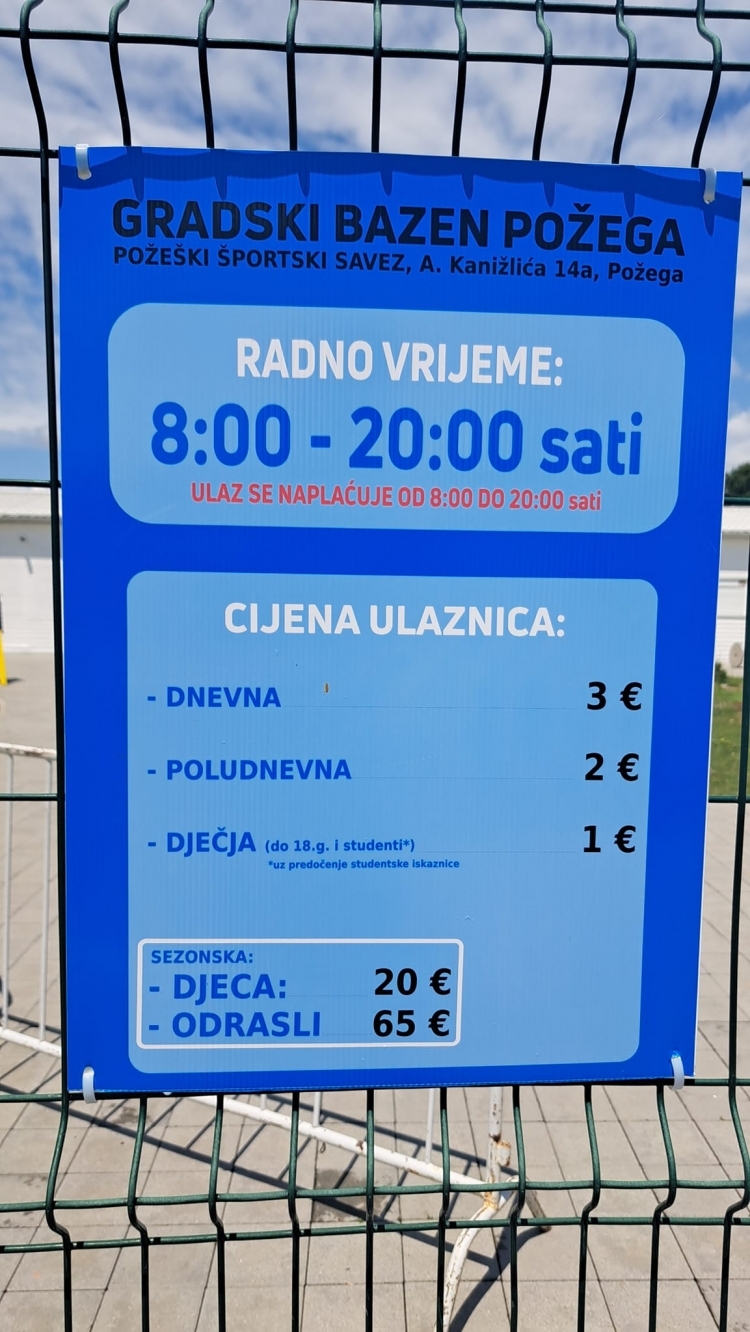 GRADSKI BAZEN POŽEGA
POŽEŠKI ŠPORTSKI SAVEZ, A. Kanižlića 14a, Požega
RADNO VRIJEME:
8:00 - 20:00 sati
ULAZ SE NAPLAĆUJE OD 8:00 DO 20:00 sati
CIJENA ULAZNICA:
- DNEVNA 3 €
- POLUDNEVNA 2 €
- DJEČJA (do 18.g. i studenti*) 1 €
*uz predočenje studentske iskaznice
SEZONSKA:
- DJECA: 20 €
- ODRASLI 65 €